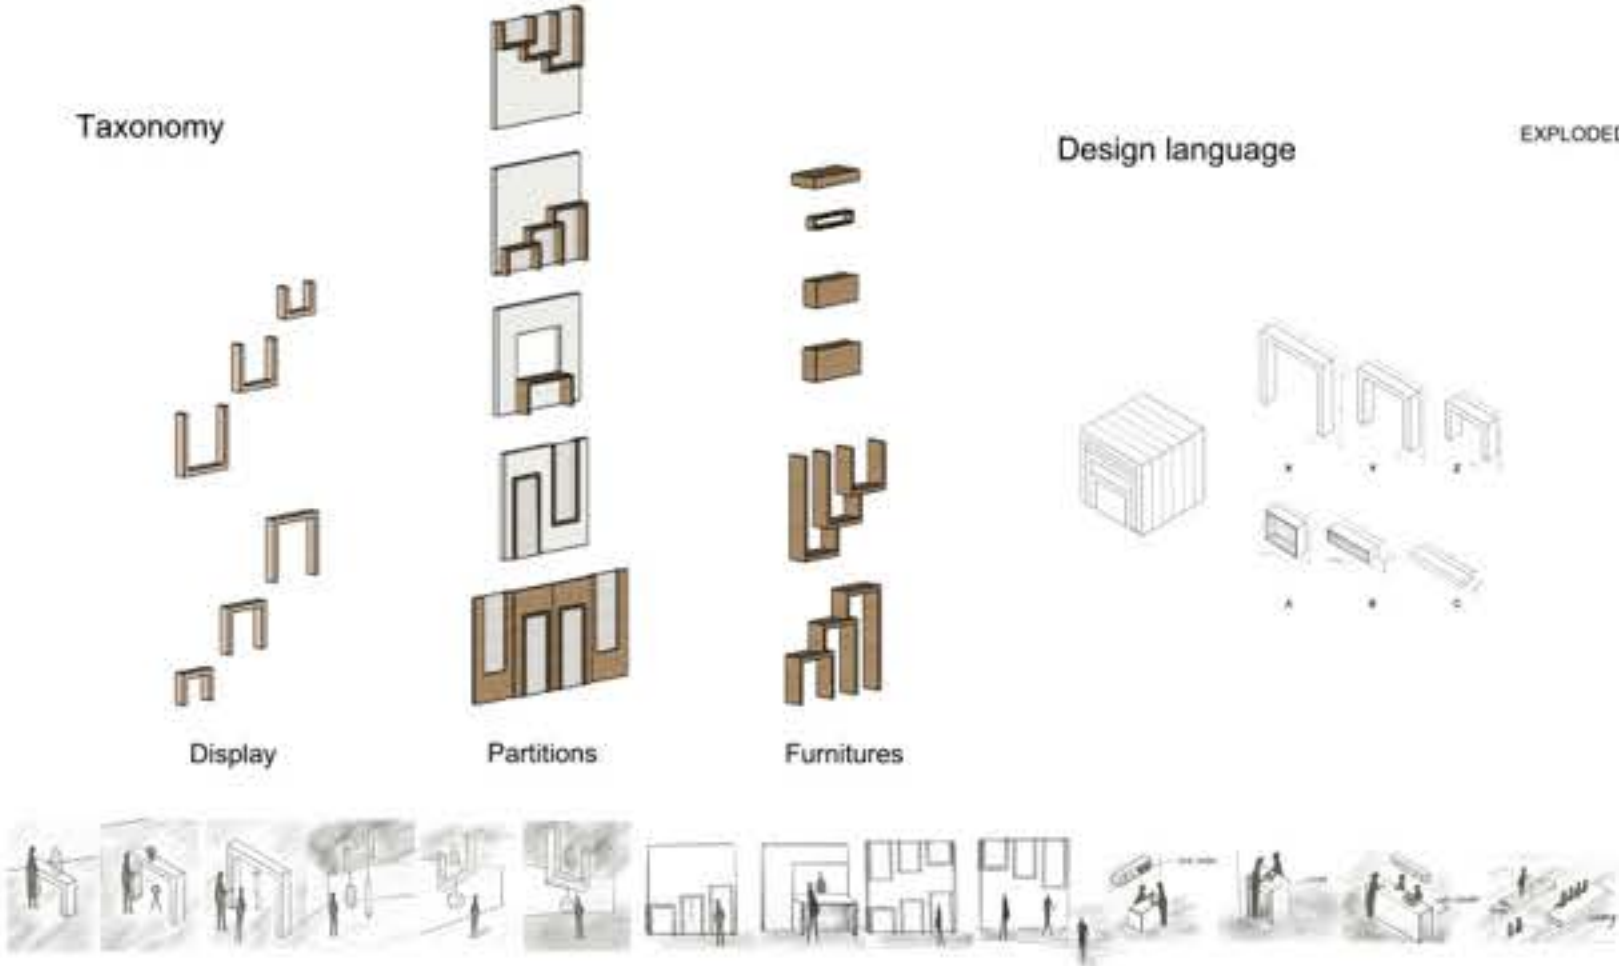 Taxonomy
Design language
EXPLODED
X
Y
Z
A
B
C
Display
Partitions
Furnitures